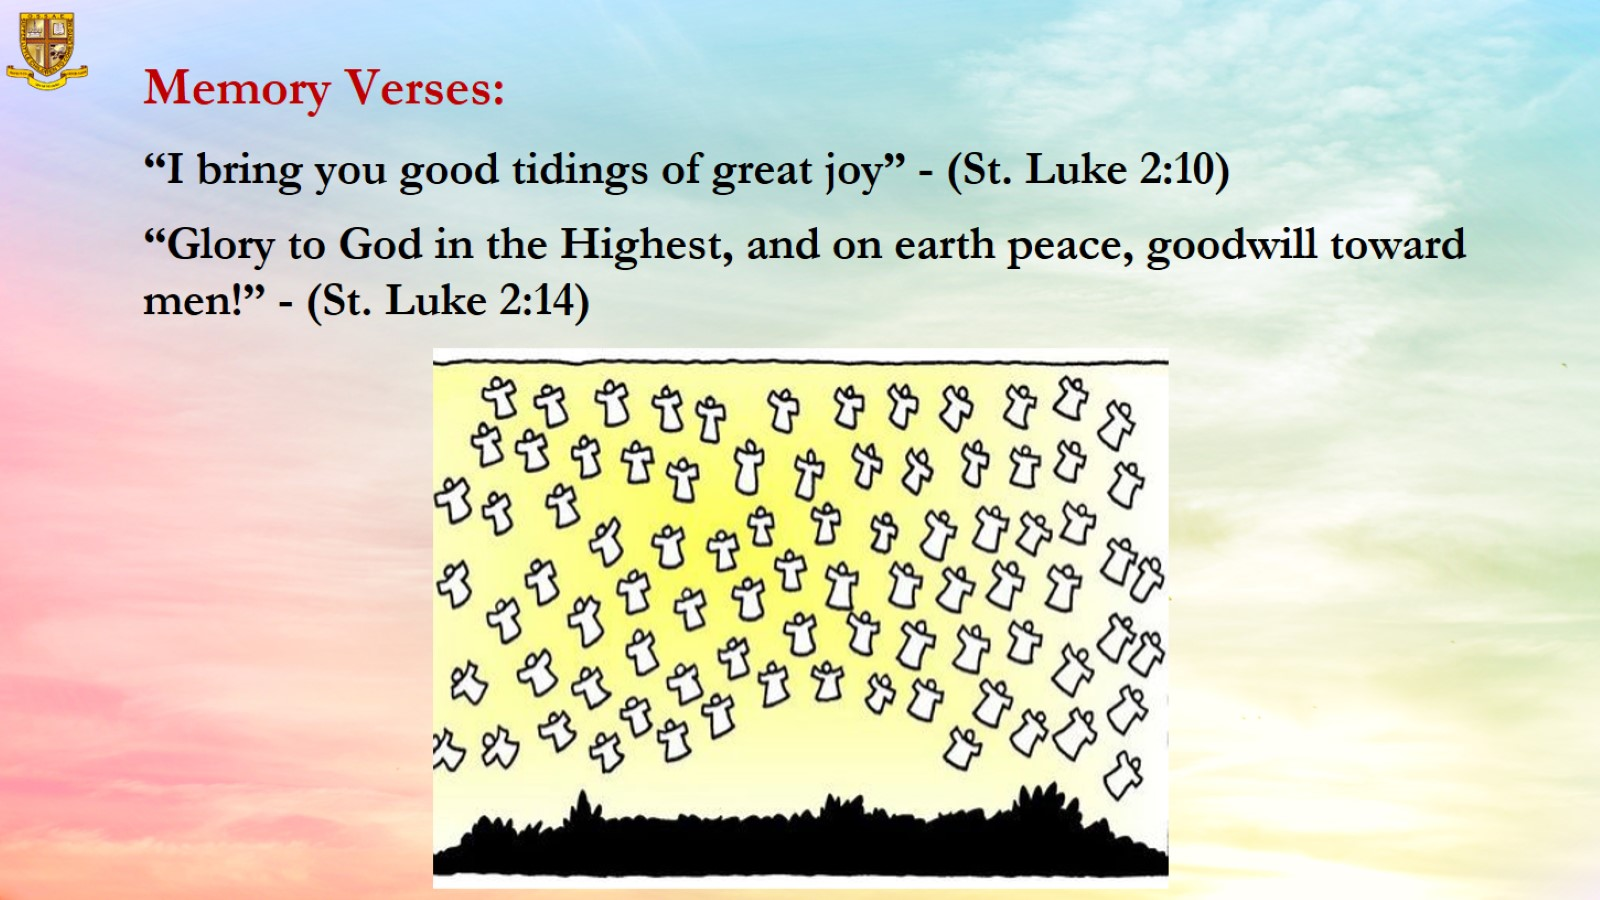 Memory Verses:
“I bring you good tidings of great joy” - (St. Luke 2:10)
“Glory to God in the Highest, and on earth peace, goodwill toward
men!” - (St. Luke 2:14)